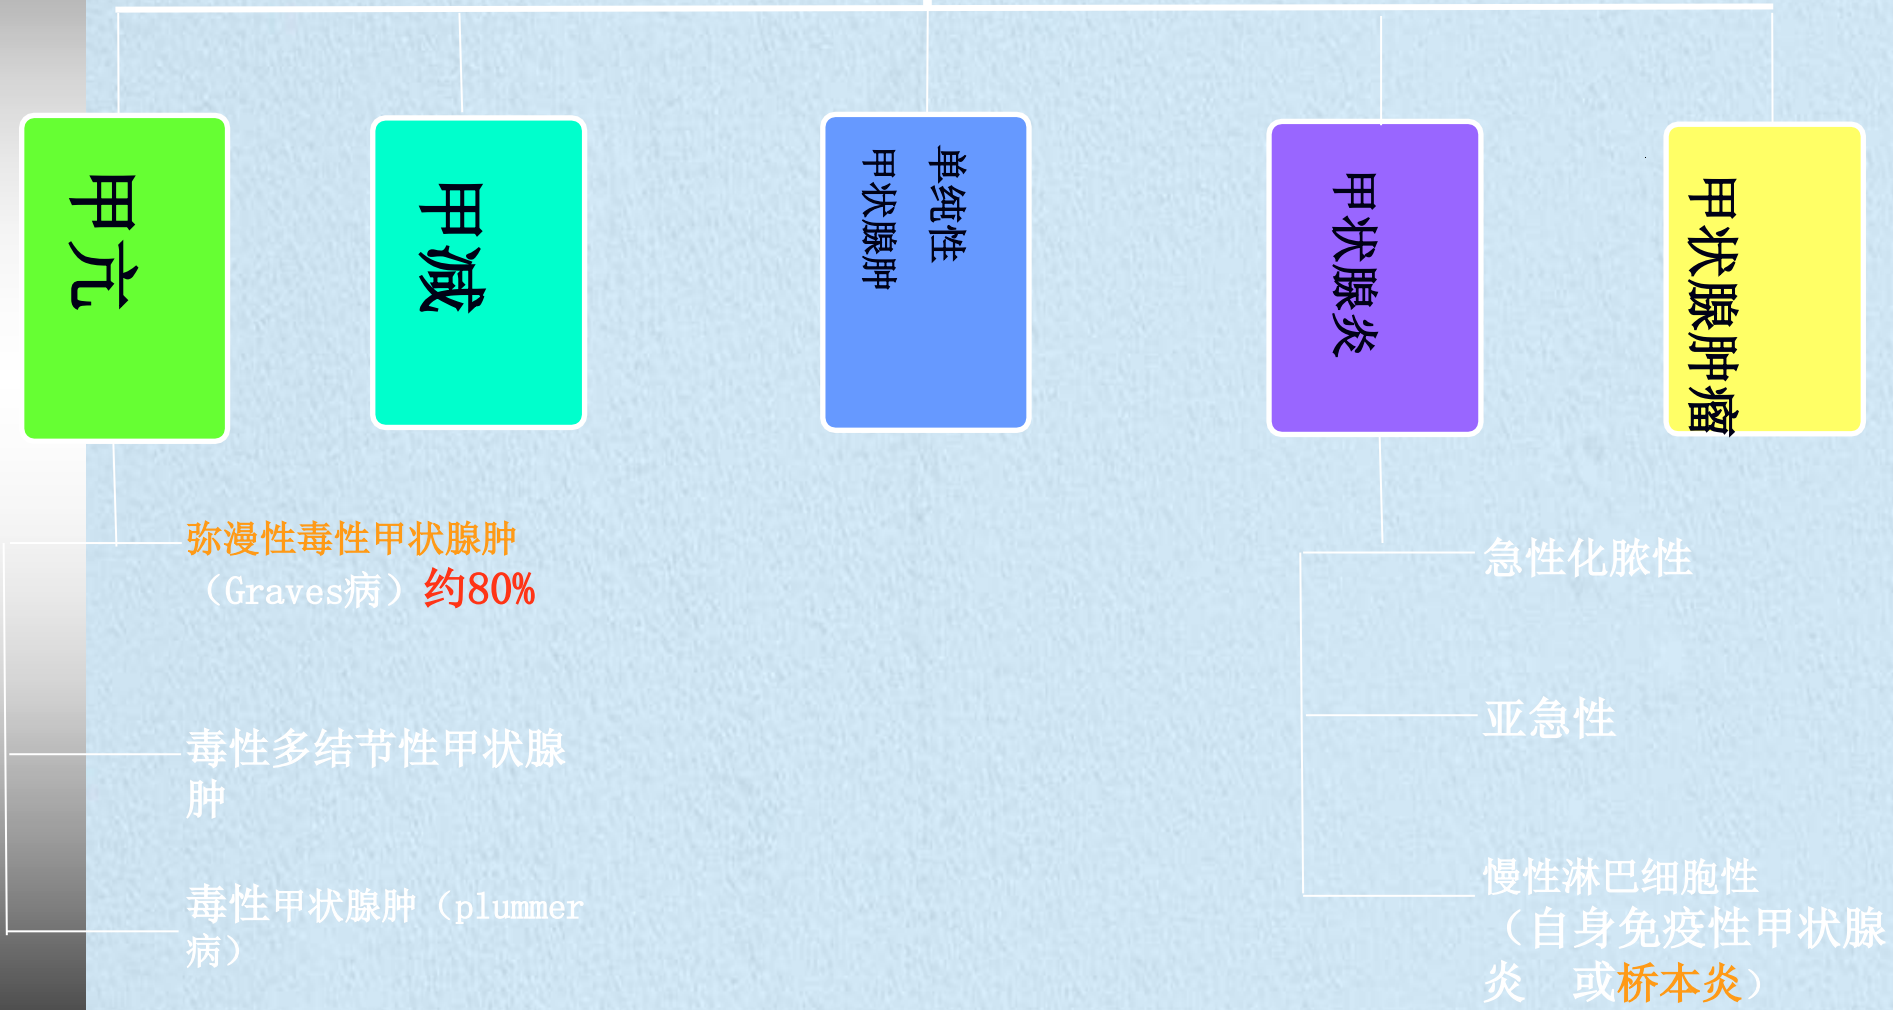 甲亢
甲减
单纯性
甲状腺肿
甲状腺炎
甲状腺肿瘤
弥漫性毒性甲状腺肿
（Graves病）约80%
毒性多结节性甲状腺
肿
毒性甲状腺肿（plummer
病）
急性化脓性
亚急性
慢性淋巴细胞性
（自身免疫性甲状腺
炎　或桥本炎）